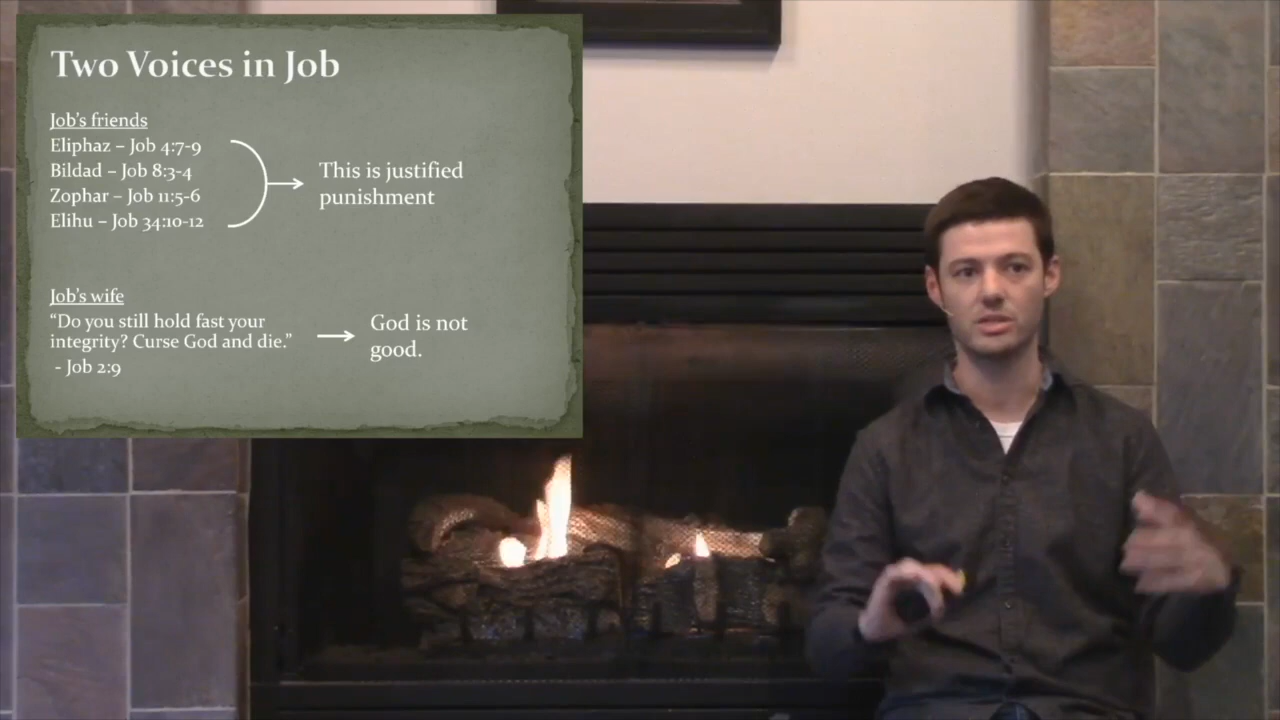 Two Voices in Job
Job's friends
Eliphaz – Job 4:7-9
Bildad – Job 8:3-4
Zophar – Job 11:5-6
Elihu – Job 34:10-12
This is justified
punishment
Job's wife
“Do you still hold fast your
integrity? Curse God and die.”
- Job 2:9
God is not
good.